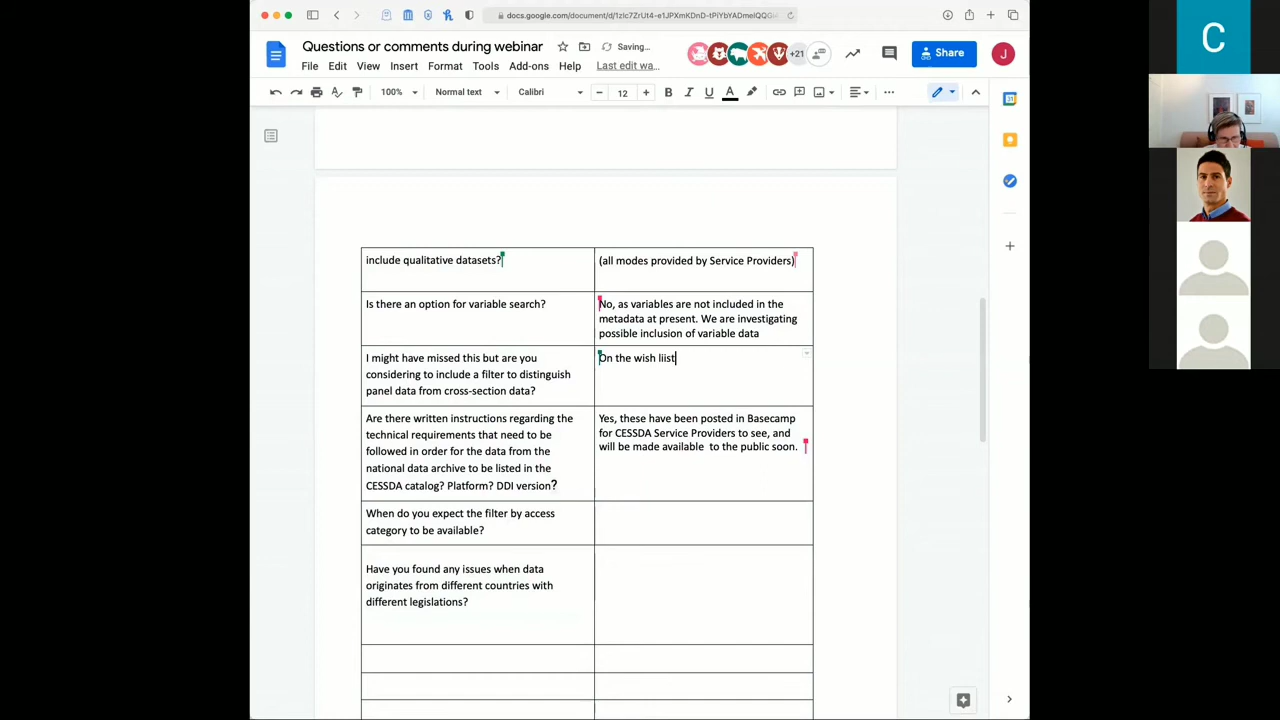 docs.google.com/document/d/1zlc7ZrUt4-e1JPXmKDnD-tPiYbYADmeIQQG
Questions or comments during webinar
Saving...
+21
Share
J
File Edit View Insert Format Tools Add-ons Help Last edit wa...
100% Normal text Calibri 12 B I U A
include qualitative datasets?
(all modes provided by Service Providers)
Is there an option for variable search?
No, as variables are not included in the
metadata at present. We are investigating
possible inclusion of variable data
I might have missed this but are you
considering to include a filter to distinguish
panel data from cross-section data?
On the wish liist
Are there written instructions regarding the
technical requirements that need to be
followed in order for the data from the
national data archive to be listed in the
CESSDA catalog? Platform? DDI version?
Yes, these have been posted in Basecamp
for CESSDA Service Providers to see, and
will be made available to the public soon.
When do you expect the filter by access
category to be available?
Have you found any issues when data
originates from different countries with
different legislations?
C